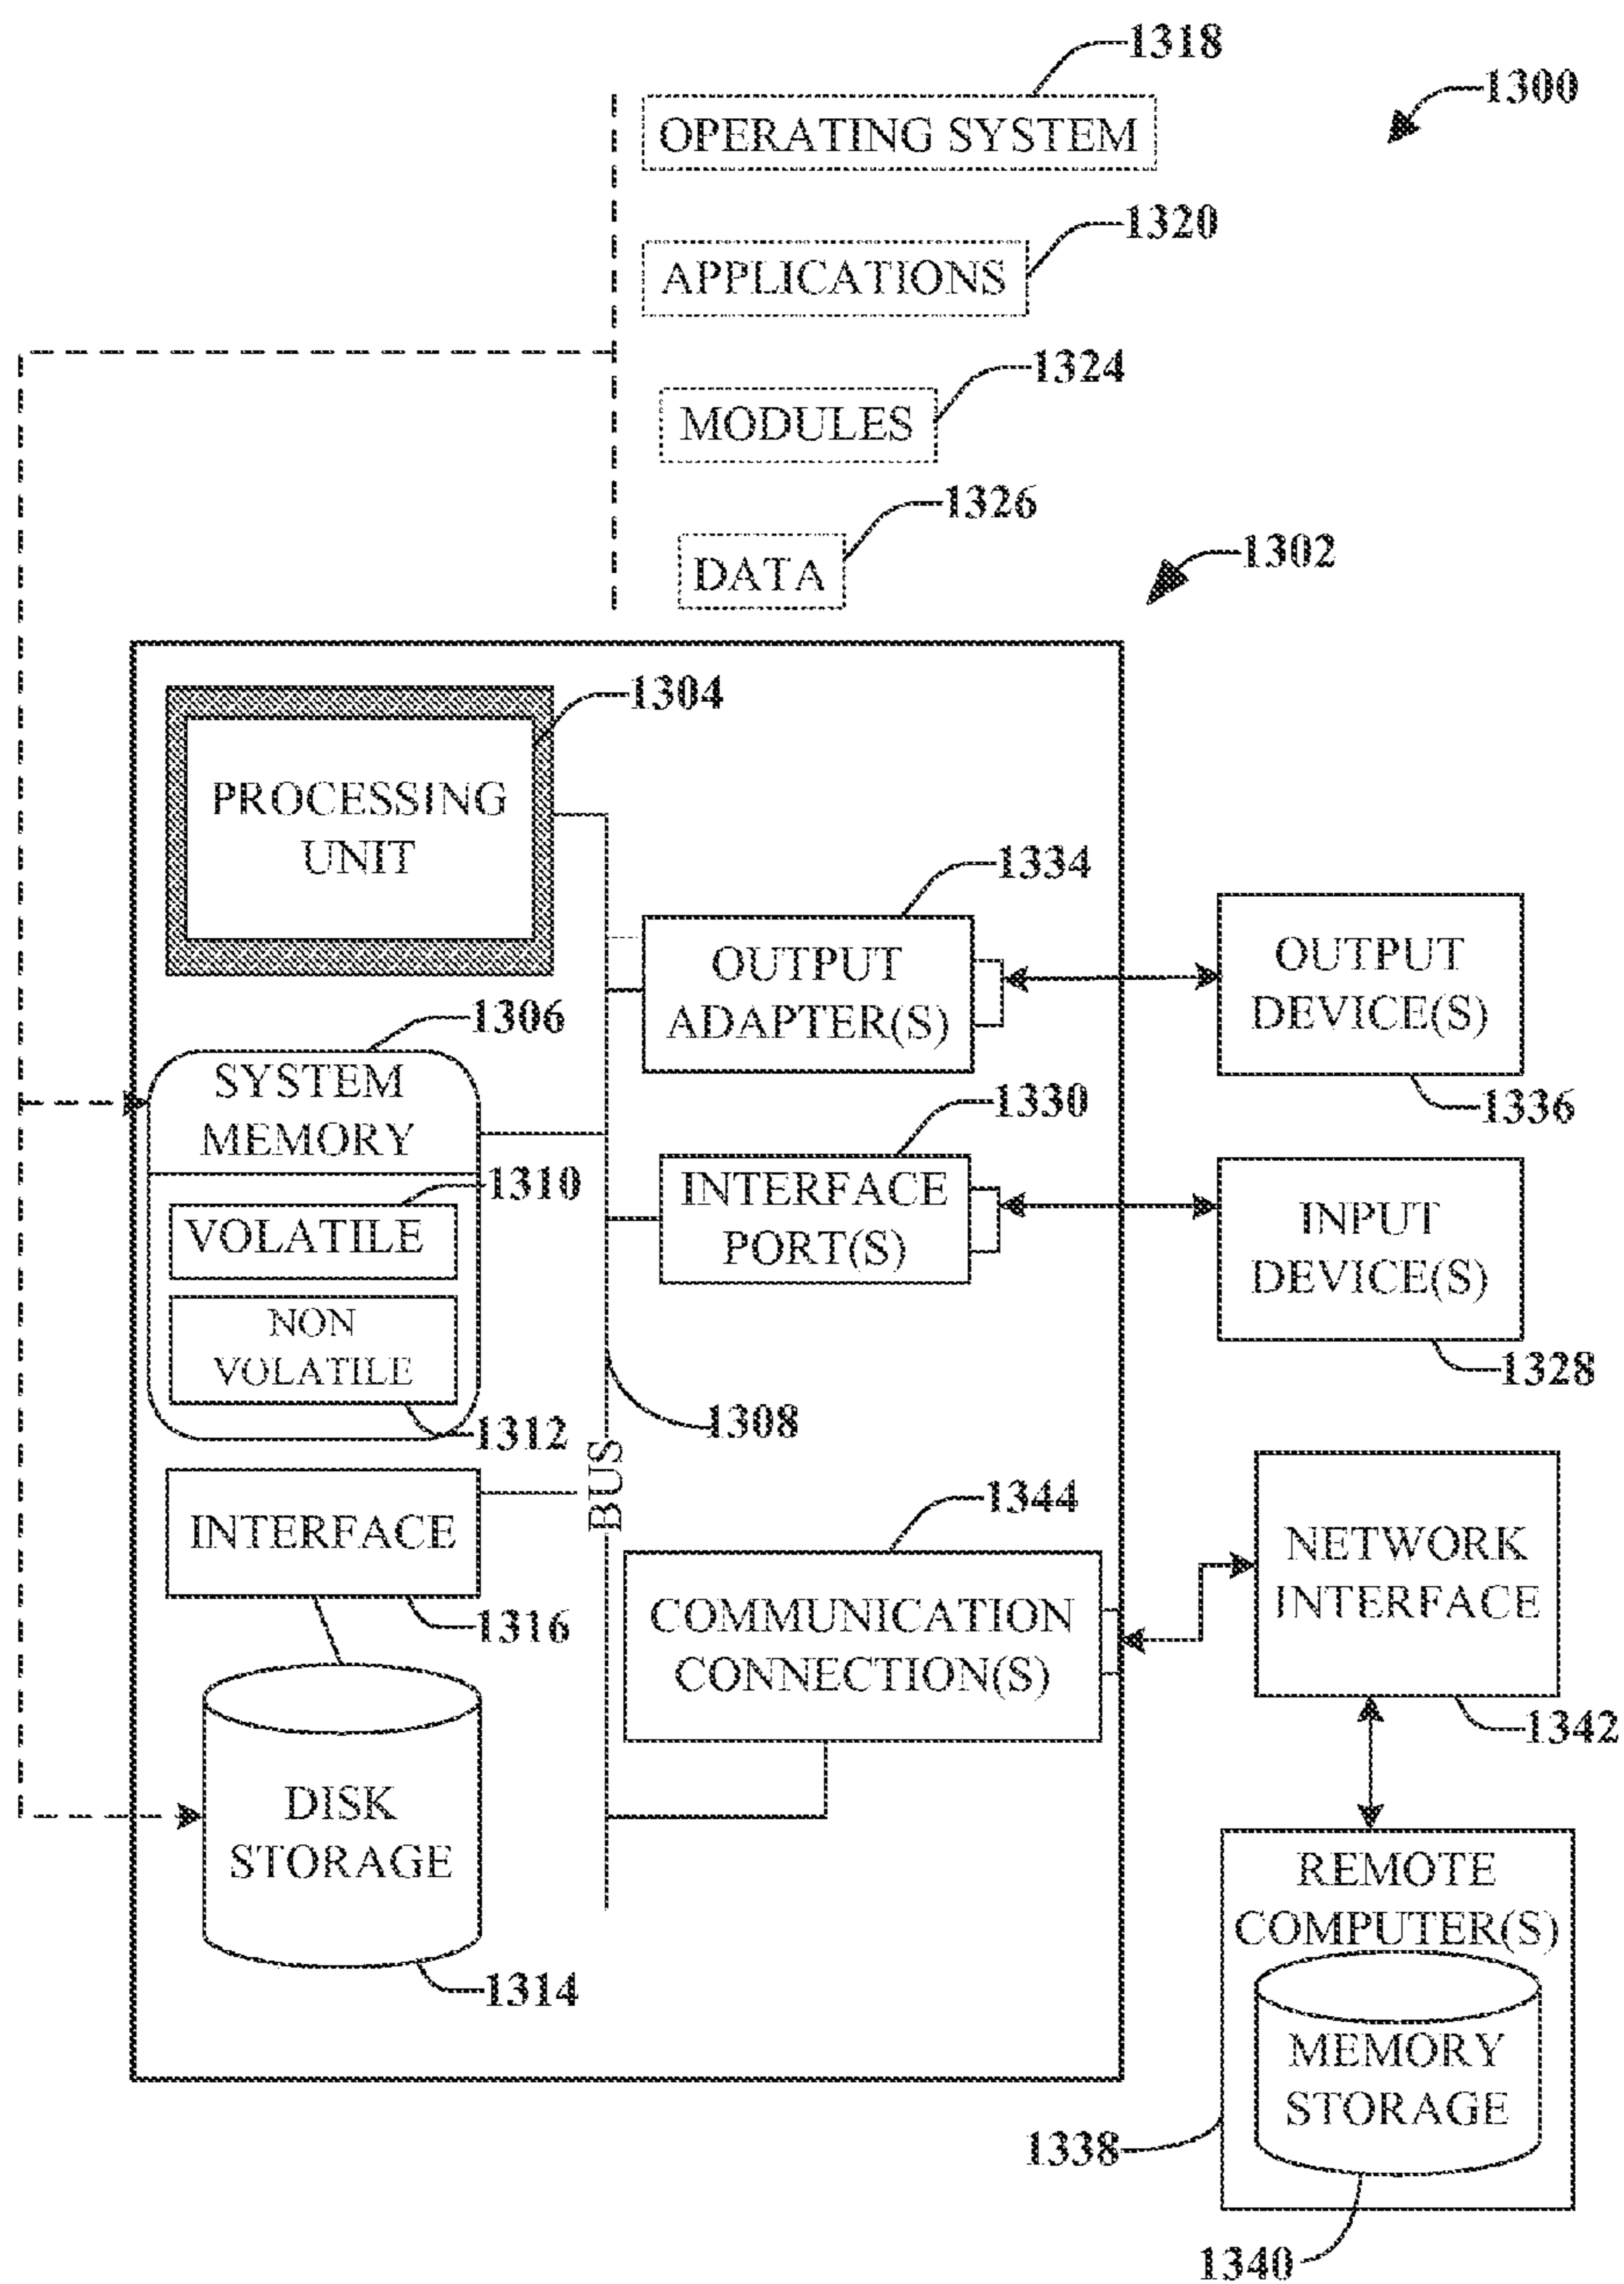 1318
1300
OPERATING SYSTEM
1320
APPLICATIONS
1324
MODULES
1326
DATA
1302
1304
PROCESSING
UNIT
1334
OUTPUT
ADAPTER(S)
OUTPUT
DEVICE(S)
1336
1306
SYSTEM
MEMORY
1310
VOLATILE
NON
VOLATILE
1312
1330
INTERFACE
PORT(S)
INPUT
DEVICE(S)
1328
1308
BUS
INTERFACE
1316
1344
COMMUNICATION
CONNECTION(S)
NETWORK
INTERFACE
1342
DISK
STORAGE
1314
REMOTE
COMPUTER(S)
MEMORY
STORAGE
1338
1340